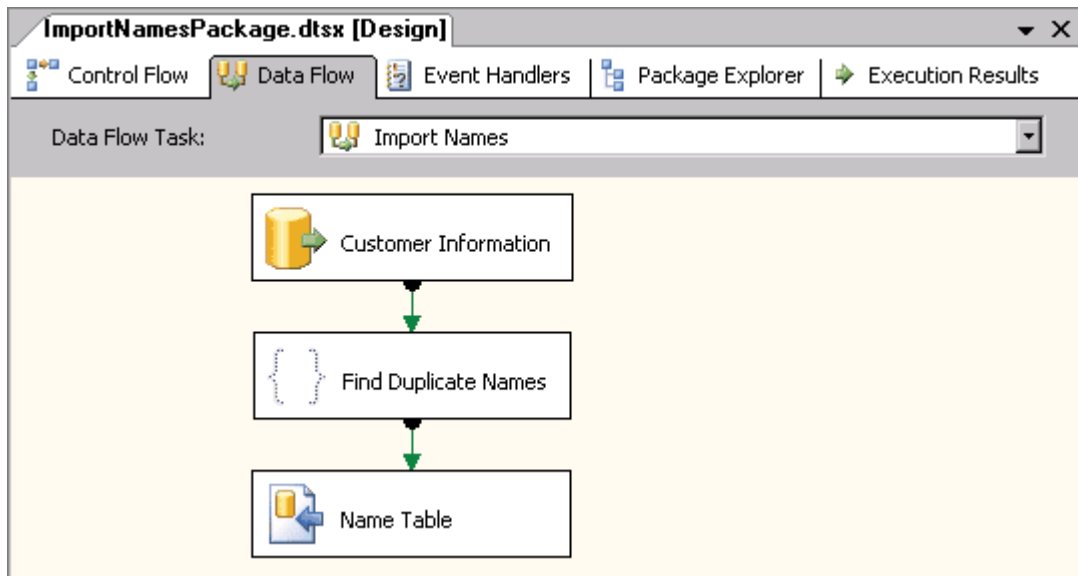 ImportNamesPackage.dtsx [Design]
Control Flow Data Flow Event Handlers Package Explorer Execution Results
Data Flow Task: Import Names
Customer Information
Find Duplicate Names
Name Table